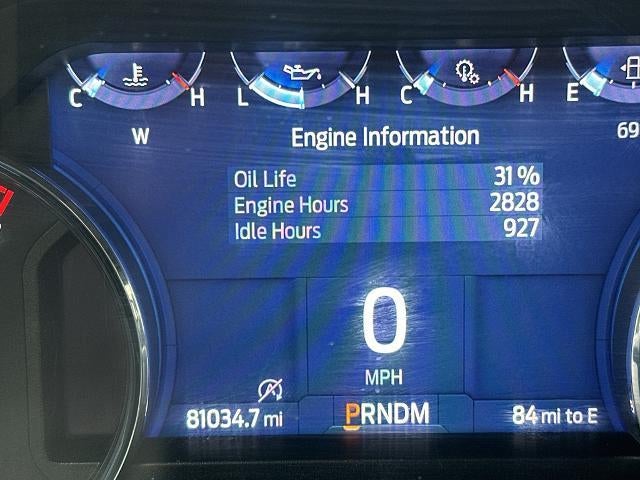 C H L H C H E
W Engine Information 69
Oil Life 31%
Engine Hours 2828
Idle Hours 927
0
MPH
81034.7 mi PRNDM 84 mi to E